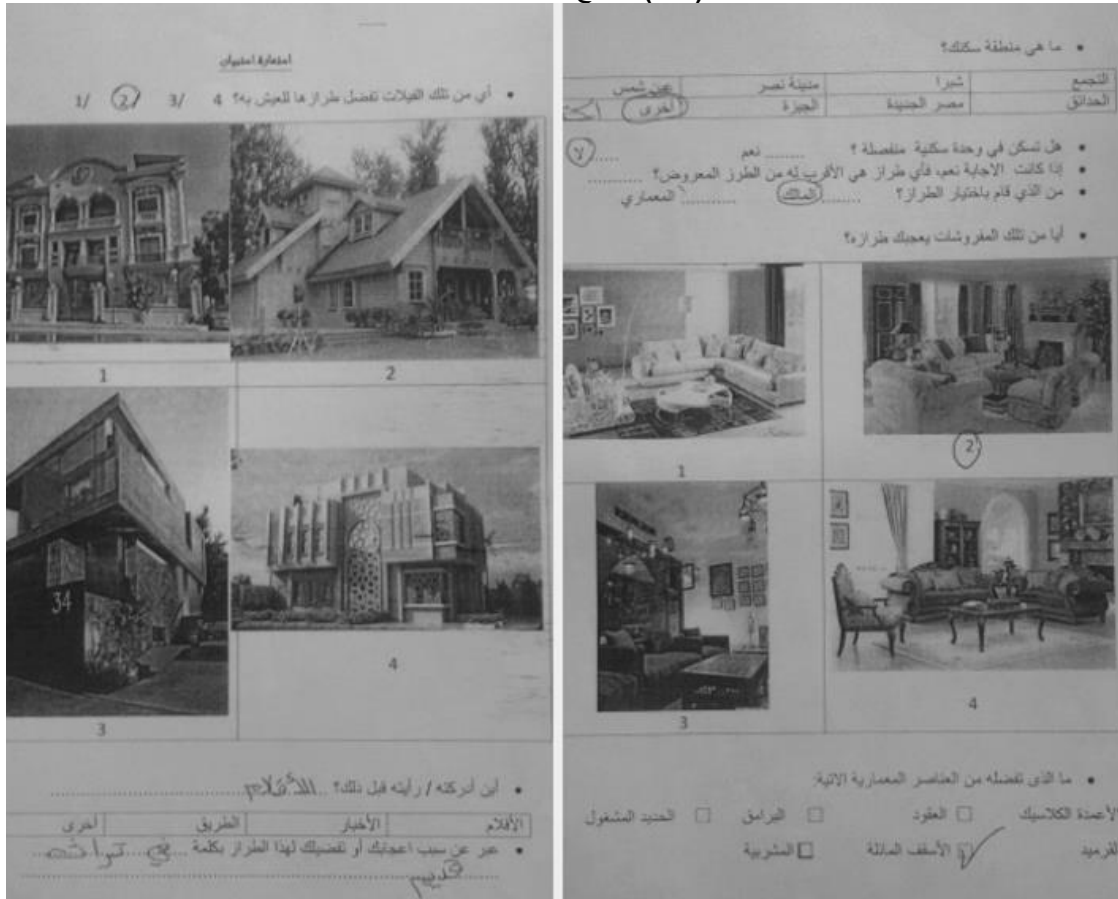 استمارة استبيان
• أي من تلك الفيلات تفضل طرازها للعيش به؟ 4 /3 /2 /1
1
2
34
3
4
• أين أدركته / رأيته قبل ذلك؟ الأفلام
الأفلام الأخبار الطريق أخرى
• عبر عن سبب اعجابك أو تفضيلك لهذا الطراز بكلمة في تراث
قديم
• ما هي منطقة سكنك؟
التجمع شبرا مدينة نصر عين شمس
الحدائق مصر الجديدة الجيزة أخرى
• هل تسكن في وحدة سكنية منفصلة ؟ ........ نعم ........ لا
• إذا كانت الاجابة نعم، فأي طراز هي الأقرب له من الطرز المعروض؟ ..........
• من الذي قام باختيار الطراز؟ ........ المالك .......... المعماري
• أيا من تلك المفروشات يعجبك طرازه؟
1
2
3
4
• ما الذى تفضله من العناصر المعمارية الاتية:
الأعمدة الكلاسيك □ العقود □ البرامق □ الحديد المشغول
القرميد □ الأسقف المائلة □ المشربية